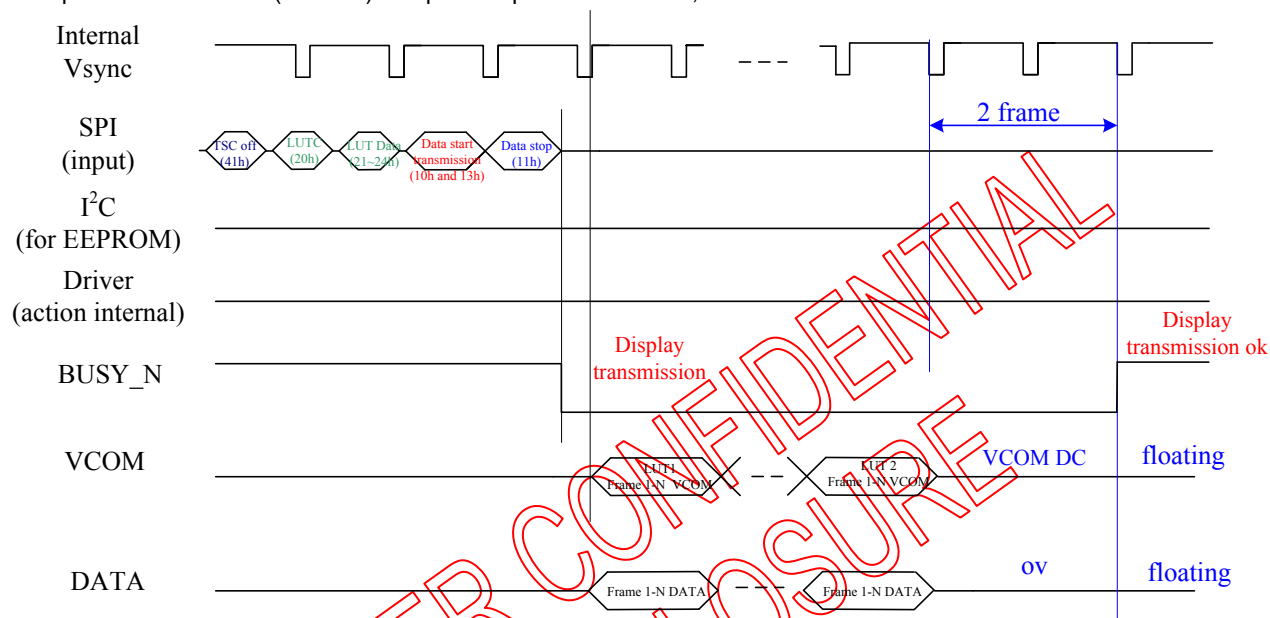 Internal
Vsync
2 frame
SPI
(input)
TSC off
(41h)
LUTC
(20h)
LUT Data
(21~24h)
Data start
transmission
(10h and 13h)
Data stop
(11h)
I²C
(for EEPROM)
Driver
(action internal)
BUSY_N
Display
transmission
Display
transmission ok
VCOM
LUT1
Frame 1-N VCOM
LUT 2
Frame 1-N VCOM
VCOM DC
floating
DATA
Frame 1-N DATA
Frame 1-N DATA
ov
floating
CONFIDENTIAL